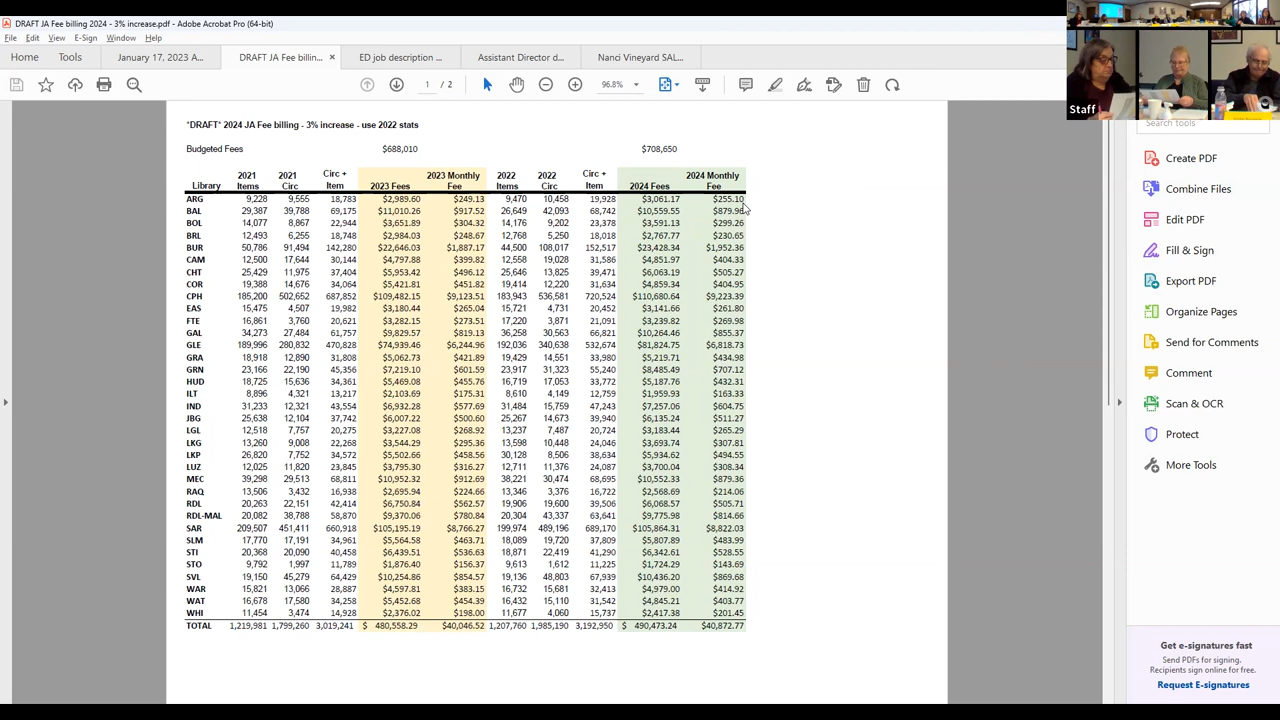 DRAFT JA Fee billing 2024 - 3% increase.pdf - Adobe Acrobat Pro (64-bit)
File Edit View E-Sign Window Help
Home Tools January 17, 2023 A... DRAFT JA Fee billin... × ED job description ... Assistant Director d... Nanci Vineyard SAL...
1 / 2 96.8%
Staff
Search tools
*DRAFT* 2024 JA Fee billing - 3% increase - use 2022 stats
Budgeted Fees $688,010 $708,650
Library 2021 Items 2021 Circ Circ + Item 2023 Fees 2023 Monthly Fee 2022 Items 2022 Circ Circ + Item 2024 Fees 2024 Monthly Fee
ARG 9,228 9,555 18,783 $2,989.60 $249.13 9,470 10,458 19,928 $3,061.17 $255.10
BAL 29,387 39,788 69,175 $11,010.26 $917.52 26,649 42,093 68,742 $10,559.55 $879.96
BOL 14,077 8,867 22,944 $3,651.89 $304.32 14,176 9,202 23,378 $3,591.13 $299.26
BRL 12,493 6,255 18,748 $2,984.03 $248.67 12,768 5,250 18,018 $2,767.77 $230.65
BUR 50,786 91,494 142,280 $22,646.03 $1,887.17 44,500 108,017 152,517 $23,428.34 $1,952.36
CAM 12,500 17,644 30,144 $4,797.88 $399.82 12,558 19,028 31,586 $4,851.97 $404.33
CHT 25,429 11,975 37,404 $5,953.42 $496.12 25,646 13,825 39,471 $6,063.19 $505.27
COR 19,388 14,676 34,064 $5,421.81 $451.82 19,414 12,220 31,634 $4,859.34 $404.95
CPH 185,200 502,652 687,852 $109,482.15 $9,123.51 183,943 536,581 720,524 $110,680.64 $9,223.39
EAS 15,475 4,507 19,982 $3,180.44 $265.04 15,721 4,731 20,452 $3,141.66 $261.80
FTE 16,861 3,760 20,621 $3,282.15 $273.51 17,220 3,871 21,091 $3,239.82 $269.98
GAL 34,273 27,484 61,757 $9,829.57 $819.13 36,258 30,563 66,821 $10,264.46 $855.37
GLE 189,996 280,832 470,828 $74,939.46 $6,244.96 192,036 340,638 532,674 $81,824.75 $6,818.73
GRA 18,918 12,890 31,808 $5,062.73 $421.89 19,429 14,551 33,980 $5,219.71 $434.98
GRN 23,166 22,190 45,356 $7,219.10 $601.59 23,917 31,323 55,240 $8,485.49 $707.12
HUD 18,725 15,636 34,361 $5,469.08 $455.76 16,719 17,053 33,772 $5,187.76 $432.31
ILT 8,896 4,321 13,217 $2,103.69 $175.31 8,610 4,149 12,759 $1,959.93 $163.33
IND 31,233 12,321 43,554 $6,932.28 $577.69 31,484 15,759 47,243 $7,257.06 $604.75
JBG 25,638 12,104 37,742 $6,007.22 $500.60 25,267 14,673 39,940 $6,135.24 $511.27
LGL 12,518 7,757 20,275 $3,227.08 $268.92 13,237 7,487 20,724 $3,183.44 $265.29
LKG 13,260 9,008 22,268 $3,544.29 $295.36 13,598 10,448 24,046 $3,693.74 $307.81
LKP 26,820 7,752 34,572 $5,502.66 $458.56 30,128 8,506 38,634 $5,934.62 $494.55
LUZ 12,025 11,820 23,845 $3,795.30 $316.27 12,711 11,376 24,087 $3,700.04 $308.34
MEC 39,298 29,513 68,811 $10,952.32 $912.69 38,221 30,474 68,695 $10,552.33 $879.36
RAQ 13,506 3,432 16,938 $2,695.94 $224.66 13,346 3,376 16,722 $2,568.69 $214.06
RDL 20,263 22,151 42,414 $6,750.84 $562.57 19,906 19,600 39,506 $6,068.57 $505.71
RDL-MAL 20,082 38,788 58,870 $9,370.06 $780.84 20,304 43,337 63,641 $9,775.98 $814.66
SAR 209,507 451,411 660,918 $105,195.19 $8,766.27 199,974 489,196 689,170 $105,864.31 $8,822.03
SLM 17,770 17,191 34,961 $5,564.58 $463.71 18,089 19,720 37,809 $5,807.89 $483.99
STI 20,368 20,090 40,458 $6,439.51 $536.63 18,871 22,419 41,290 $6,342.61 $528.55
STO 9,792 1,997 11,789 $1,876.40 $156.37 9,613 1,612 11,225 $1,724.29 $143.69
SVL 19,150 45,279 64,429 $10,254.86 $854.57 19,136 48,803 67,939 $10,436.20 $869.68
WAR 15,821 13,066 28,887 $4,597.81 $383.15 16,732 15,681 32,413 $4,979.00 $414.92
WAT 16,678 17,580 34,258 $5,452.68 $454.39 16,432 15,110 31,542 $4,845.21 $403.77
WHI 11,454 3,474 14,928 $2,376.02 $198.00 11,677 4,060 15,737 $2,417.38 $201.45
TOTAL 1,219,981 1,799,260 3,019,241 $ 480,558.29 $40,046.52 1,207,760 1,985,190 3,192,950 $ 490,473.24 $40,872.77
Create PDF
Combine Files
Edit PDF
Fill & Sign
Export PDF
Organize Pages
Send for Comments
Comment
Scan & OCR
Protect
More Tools
Get e-signatures fast
Send PDFs for signing.
Recipients sign online for free.
Request E-signatures